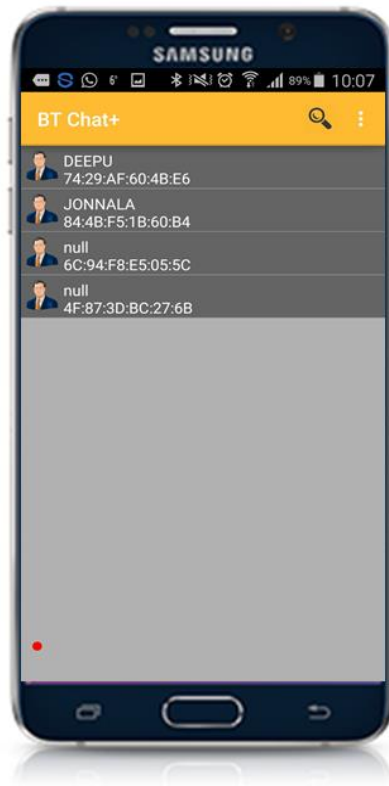 SAMSUNG
6° 89% 10:07
BT Chat+
DEEPU
74:29:AF:60:4B:E6
JONNALA
84:4B:F5:1B:60:B4
null
6C:94:F8:E5:05:5C
null
4F:87:3D:BC:27:6B